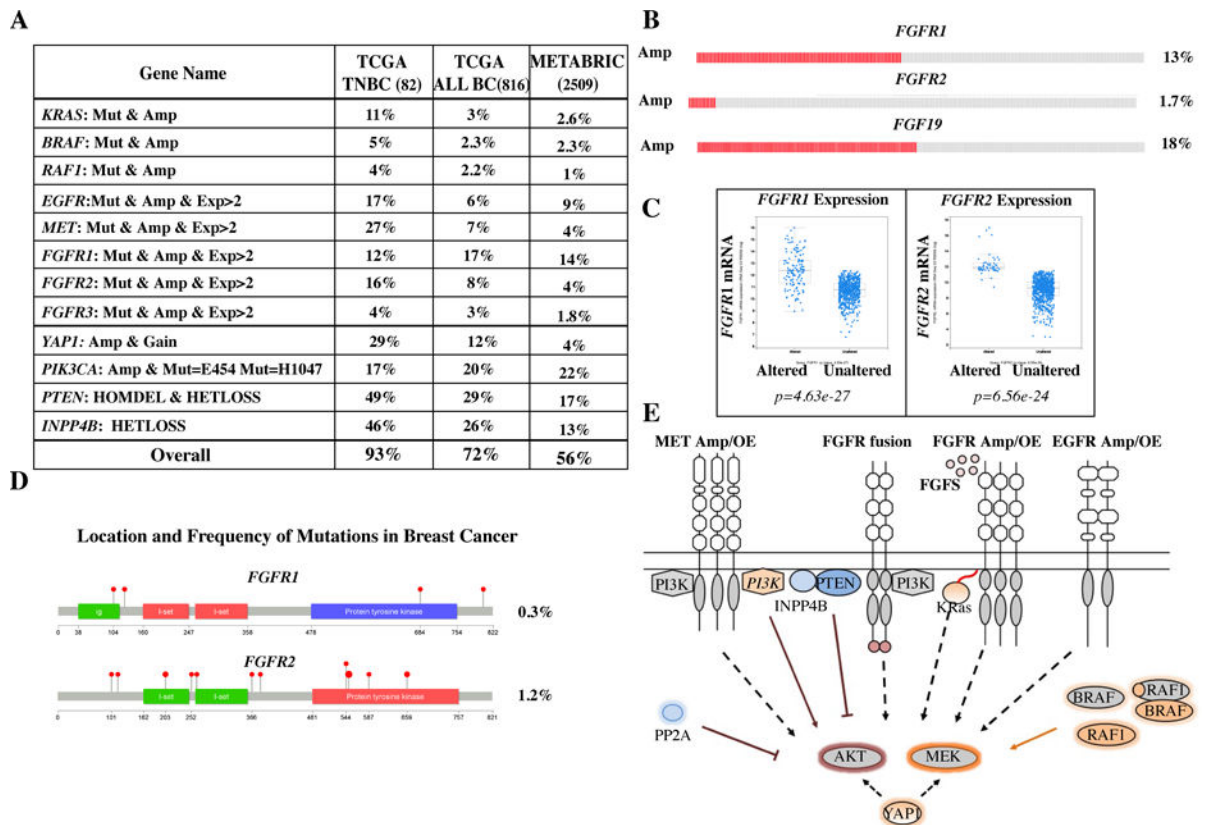 A
Gene Name TCGA TNBC (82) TCGA ALL BC(816) METABRIC (2509)
KRAS: Mut & Amp 11% 3% 2.6%
BRAF: Mut & Amp 5% 2.3% 2.3%
RAF1: Mut & Amp 4% 2.2% 1%
EGFR:Mut & Amp & Exp>2 17% 6% 9%
MET: Mut & Amp & Exp>2 27% 7% 4%
FGFR1: Mut & Amp & Exp>2 12% 17% 14%
FGFR2: Mut & Amp & Exp>2 16% 8% 4%
FGFR3: Mut & Amp & Exp>2 4% 3% 1.8%
YAP1: Amp & Gain 29% 12% 4%
PIK3CA: Amp & Mut=E454 Mut=H1047 17% 20% 22%
PTEN: HOMDEL & HETLOSS 49% 29% 17%
INPP4B: HETLOSS 46% 26% 13%
Overall 93% 72% 56%
B
FGFR1
Amp 13%
FGFR2
Amp 1.7%
FGF19
Amp 18%
C
FGFR1 Expression
FGFR1 mRNA
Altered Unaltered
Altered Unaltered
p=4.63e-27
FGFR2 Expression
FGFR2 mRNA
Altered Unaltered
Altered Unaltered
p=6.56e-24
D
Location and Frequency of Mutations in Breast Cancer
FGFR1
ig I-set I-set Protein tyrosine kinase 0.3%
0 38 104 160 247 358 478 684 754 822
FGFR2
I-set I-set Protein tyrosine kinase 1.2%
0 101 162 203 252 366 481 544 587 659 757 821
E
MET Amp/OE FGFR fusion FGFR Amp/OE EGFR Amp/OE
FGFS
PI3K PI3K PTEN PI3K
INPP4B KRas
BRAF RAF1
BRAF
RAF1
PP2A
AKT MEK
YAP1